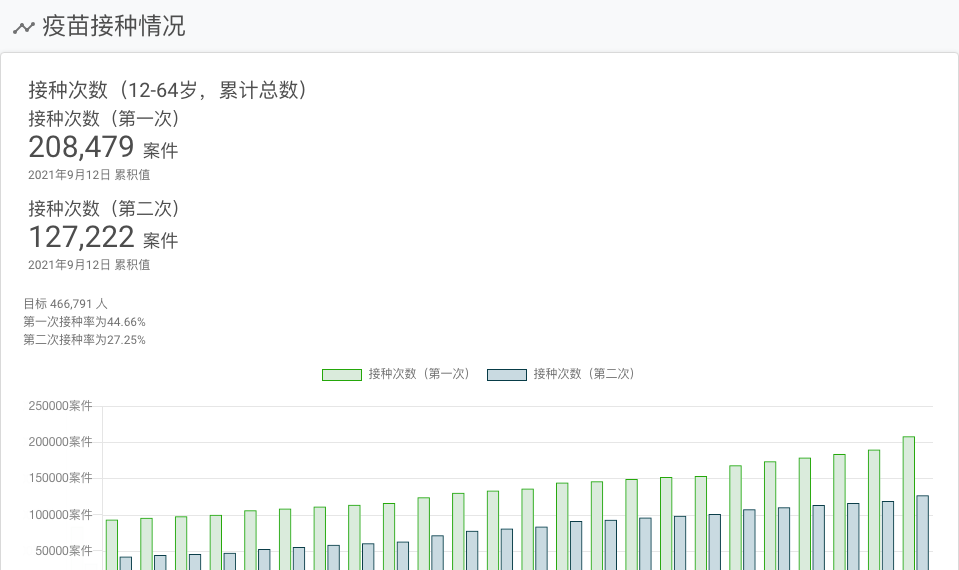 疫苗接种情况
接种次数（12-64岁，累计总数）
接种次数（第一次）
208,479 案件
2021年9月12日 累积值
接种次数（第二次）
127,222 案件
2021年9月12日 累积值
目标 466,791 人
第一次接种率为44.66%
第二次接种率为27.25%
接种次数（第一次） 接种次数（第二次）
250000案件
200000案件
150000案件
100000案件
50000案件